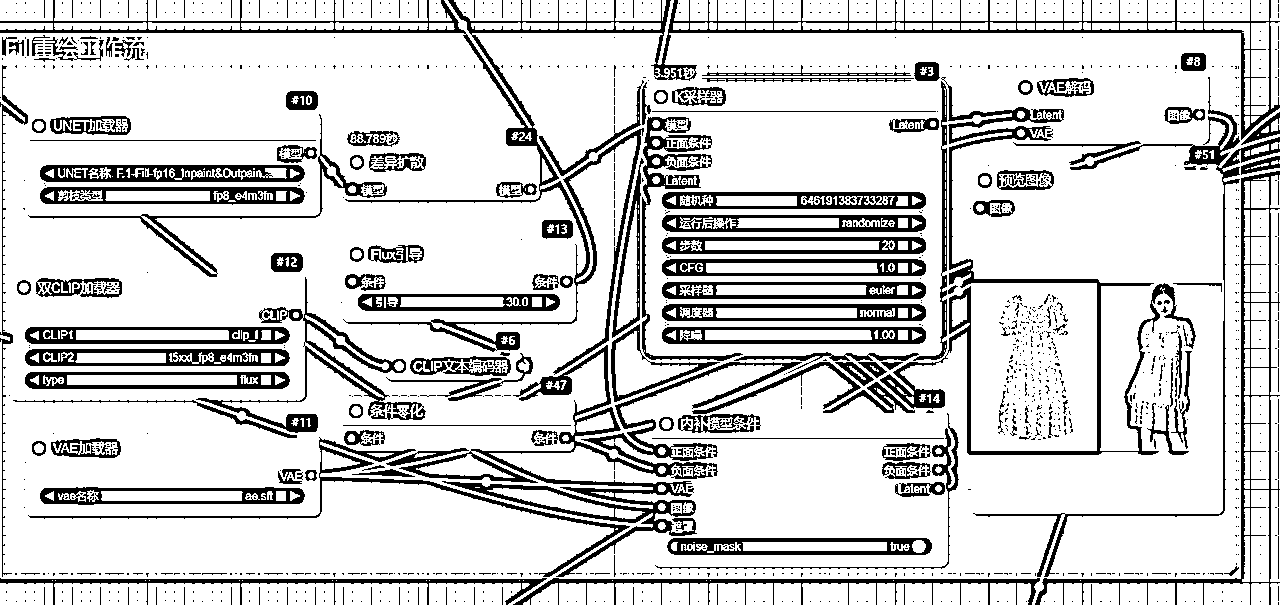 Fill重绘工作流
#10
UNET加载器
模型
UNET名称 F.1-Fill-fp16_Inpaint&Outpain...
剪枝类型 fp8_e4m3fn
88.789秒
#24
差异扩散
模型 模型
#13
Flux引导
条件 条件
引导 30.0
#12
双CLIP加载器
CLIP
CLIP1 clip_l
CLIP2 t5xxl_fp8_e4m3fn
type flux
#6
CLIP文本编码器
#47
条件零化
条件 条件
#11
VAE加载器
VAE
vae名称 ae.sft
3.951秒
#3
K采样器
模型 Latent
正面条件
负面条件
Latent
随机种 646191383733287
运行后操作 randomize
步数 20
CFG 1.0
采样器 euler
调度器 normal
降噪 1.00
#14
内补模型条件
正面条件 正面条件
负面条件 负面条件
VAE Latent
图像
noise_mask true
#8
VAE解码
Latent 图像
VAE
#51
预览图像
图像